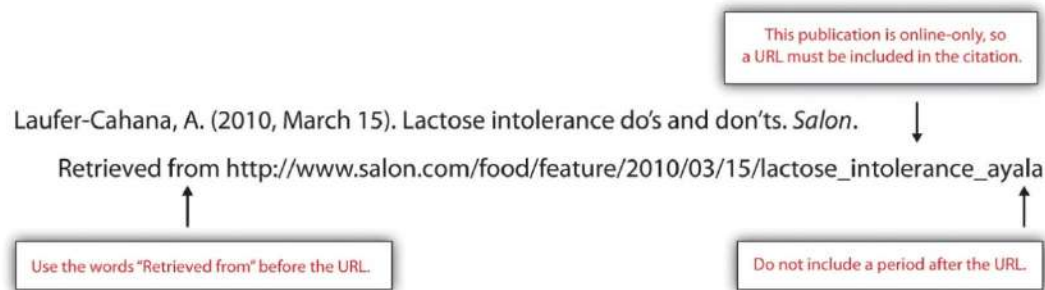 This publication is online-only, so
a URL must be included in the citation.
Laufer-Cahana, A. (2010, March 15). Lactose intolerance do's and don'ts. Salon.
Retrieved from http://www.salon.com/food/feature/2010/03/15/lactose_intolerance_ayala
Use the words “Retrieved from” before the URL.
Do not include a period after the URL.